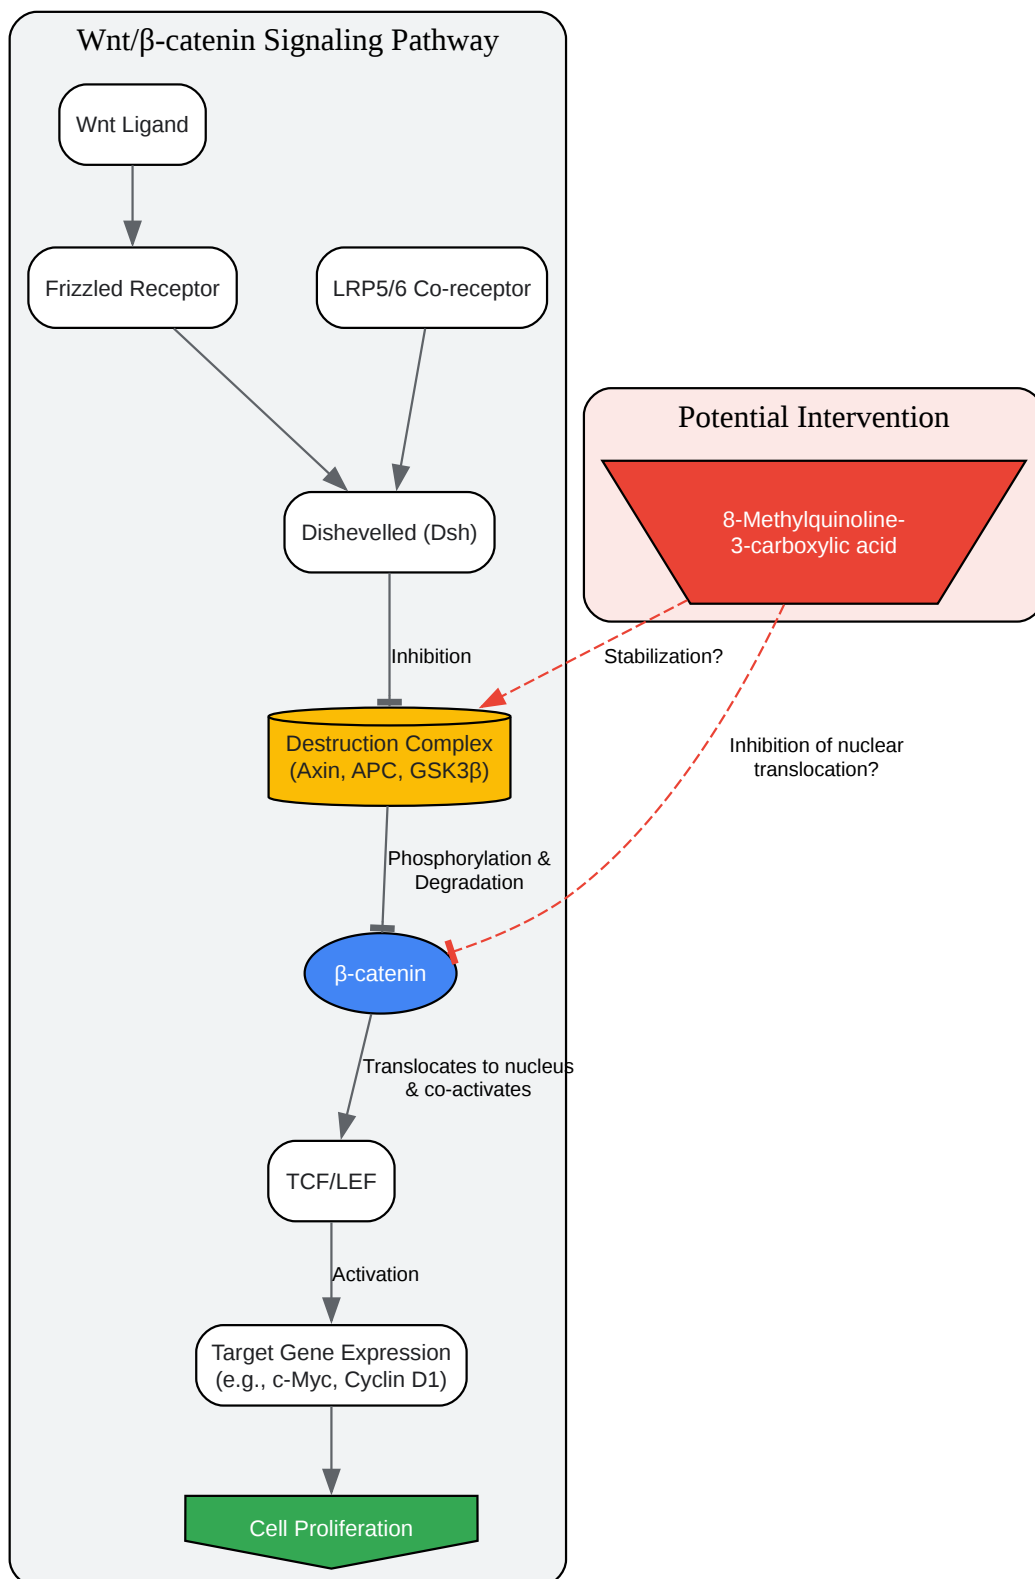 Wnt/β-catenin Signaling Pathway
Wnt Ligand
Frizzled Receptor
LRP5/6 Co-receptor
Potential Intervention
8-Methylquinoline-
3-carboxylic acid
Dishevelled (Dsh)
Inhibition
Stabilization?
Destruction Complex
(Axin, APC, GSK3β)
Inhibition of nuclear
translocation?
Phosphorylation &
Degradation
β-catenin
Translocates to nucleus
& co-activates
TCF/LEF
Activation
Target Gene Expression
(e.g., c-Myc, Cyclin D1)
Cell Proliferation